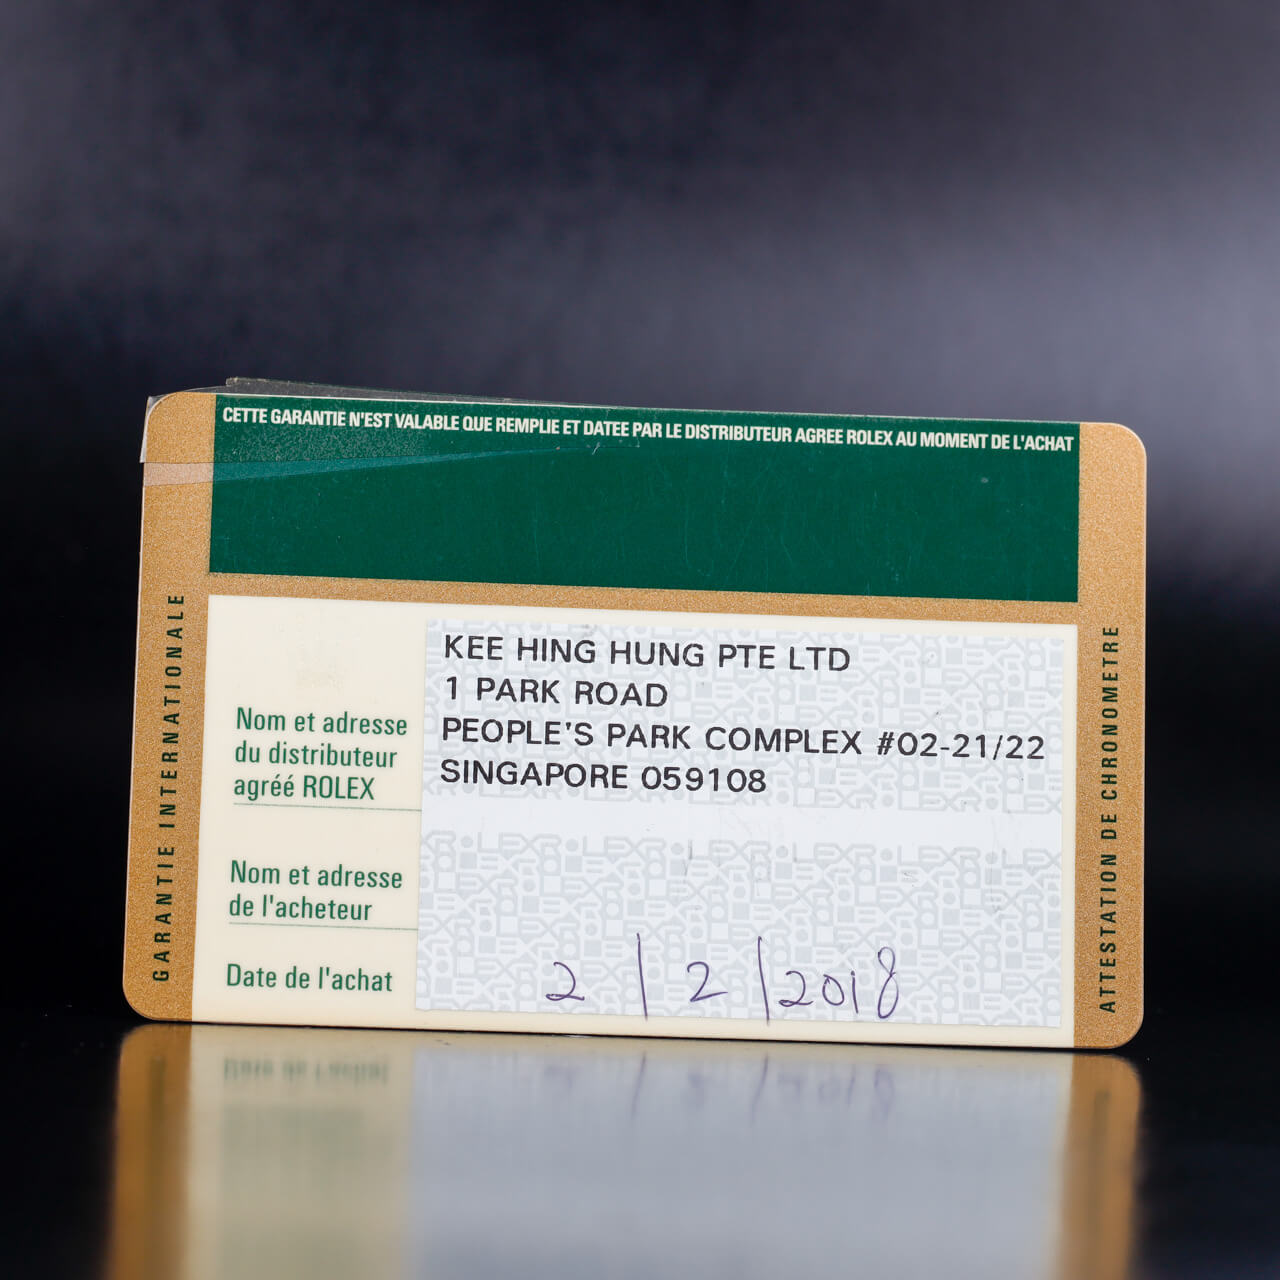 CETTE GARANTIE N'EST VALABLE QUE REMPLIE ET DATEE PAR LE DISTRIBUTEUR AGREE ROLEX AU MOMENT DE L'ACHAT
GARANTIE INTERNATIONALE
KEE HING HUNG PTE LTD
1 PARK ROAD
PEOPLE'S PARK COMPLEX #02-21/22
SINGAPORE 059108
Nom et adresse
du distributeur
agréé ROLEX
Nom et adresse
de l'acheteur
Date de l'achat
2/2/2018
ATTESTATION DE CHRONOMETRE